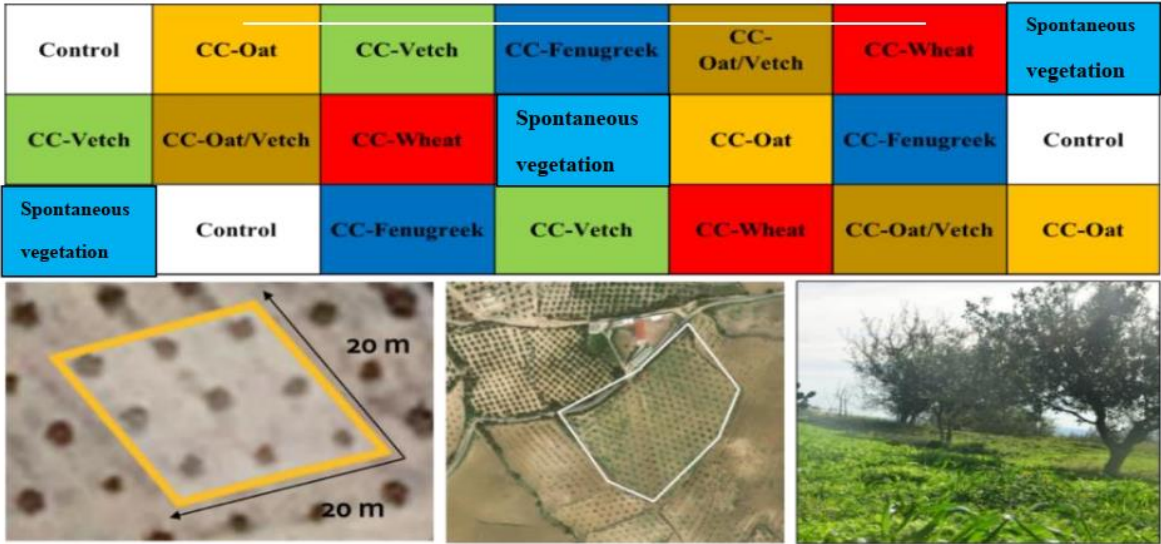 Control CC-Oat CC-Vetch CC-Fenugreek CC-
Oat/Vetch CC-Wheat Spontaneous
vegetation
CC-Vetch CC-Oat/Vetch CC-Wheat Spontaneous
vegetation CC-Oat CC-Fenugreek Control
Spontaneous
vegetation Control CC-Fenugreek CC-Vetch CC-Wheat CC-Oat/Vetch CC-Oat
20 m
20 m